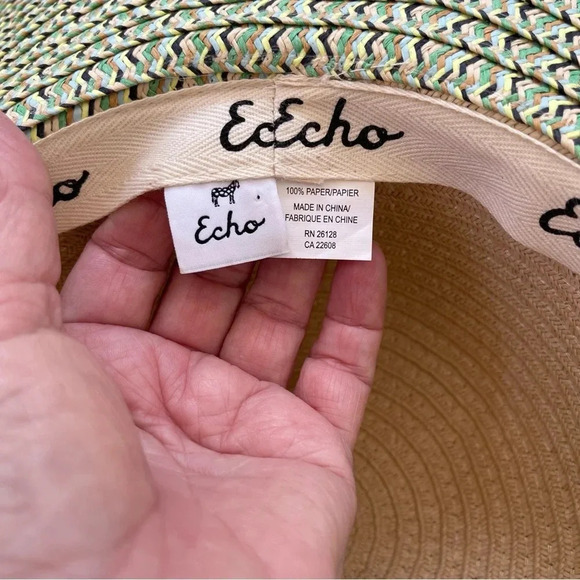 EcEcho
Echo
100% PAPER/PAPIER
MADE IN CHINA/
FABRIQUE EN CHINE
RN 26128
CA 22608